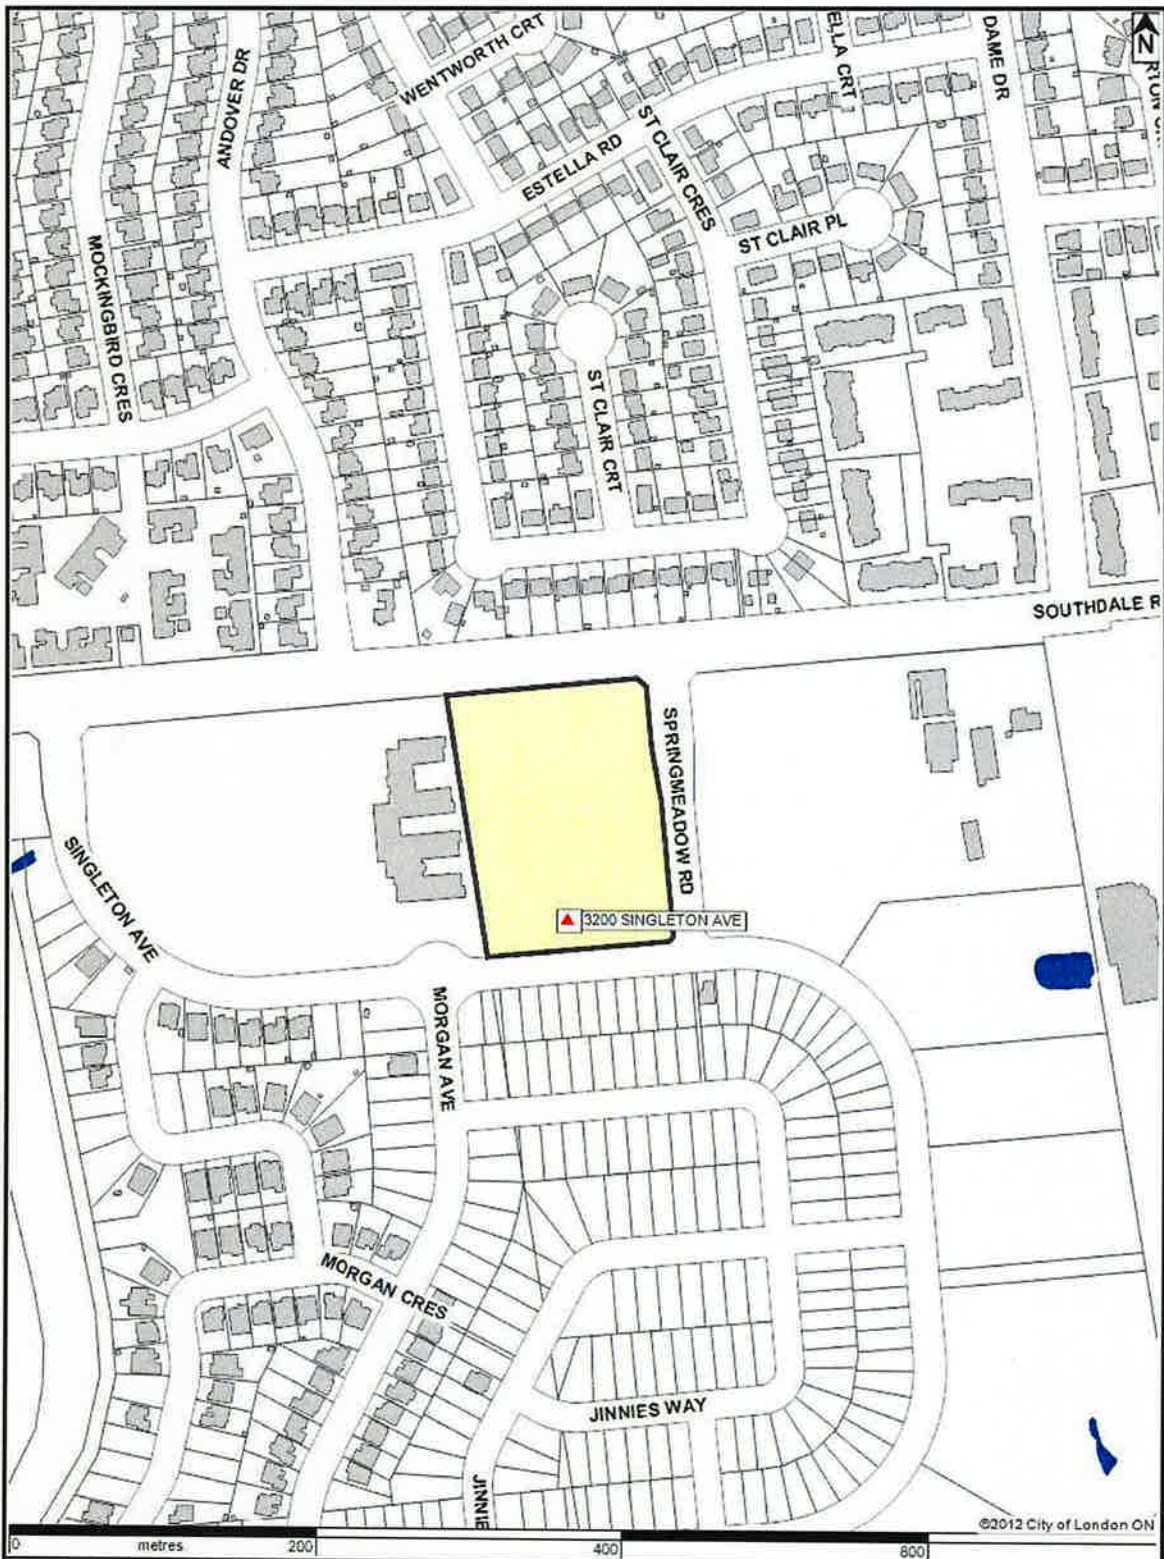 N
WENTWORTH CRT
ELLA CRT
DAME DR
ANDOVER DR
ST CLAIR CRES
ESTELLA RD
ST CLAIR PL
MOCKINGBIRD CRES
ST CLAIR CRT
SOUTHDALE R
SPRINGMEADOW RD
SINGLETON AVE
3200 SINGLETON AVE
MORGAN AVE
MORGAN CRES
JINNIES WAY
JINNIE
©2012 City of London ON
0 metres 200 400 800